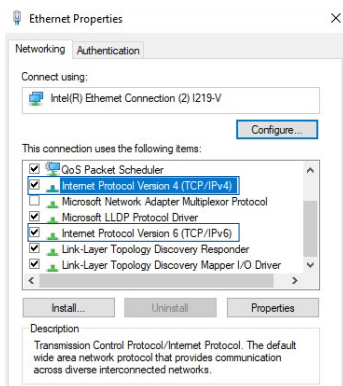 Ethernet Properties
Networking Authentication
Connect using:
Intel(R) Ethernet Connection (2) I219-V
Configure...
This connection uses the following items:
QoS Packet Scheduler
Internet Protocol Version 4 (TCP/IPv4)
Microsoft Network Adapter Multiplexor Protocol
Microsoft LLDP Protocol Driver
Internet Protocol Version 6 (TCP/IPv6)
Link-Layer Topology Discovery Responder
Link-Layer Topology Discovery Mapper I/O Driver
Install... Uninstall Properties
Description
Transmission Control Protocol/Internet Protocol. The default
wide area network protocol that provides communication
across diverse interconnected networks.